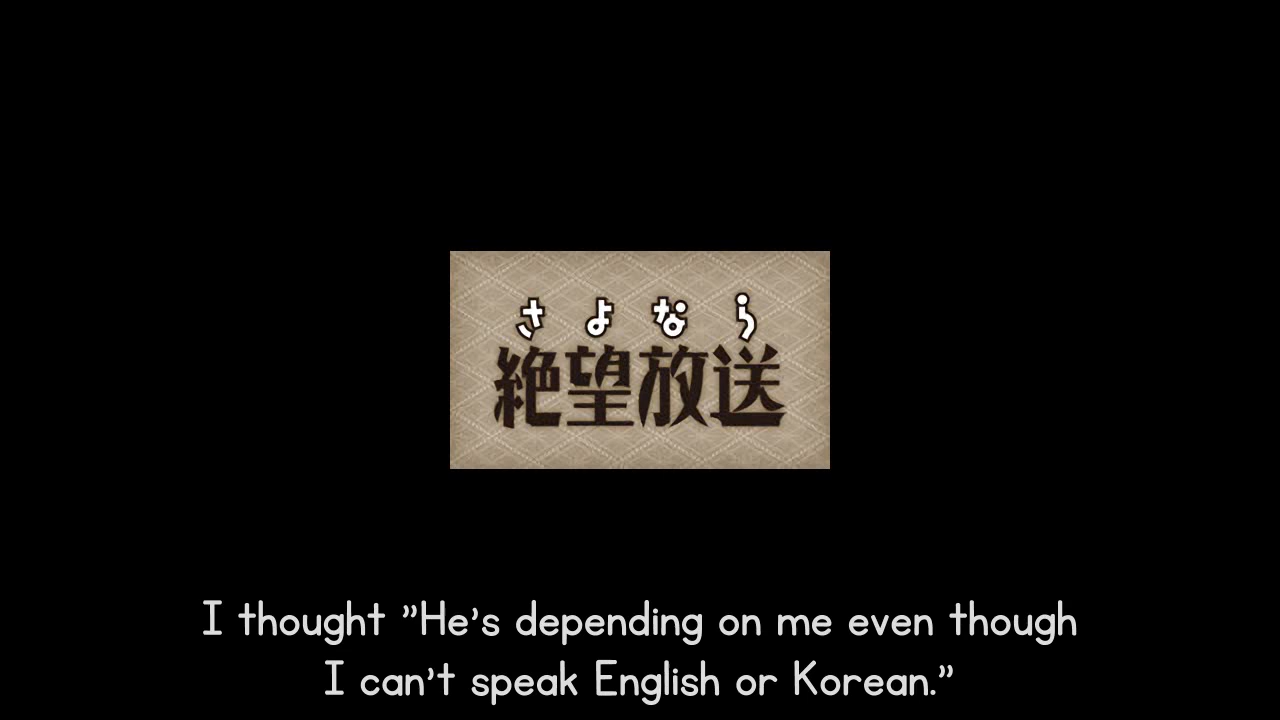 さよなら
絶望放送
I thought ”He’s depending on me even though
I can’t speak English or Korean.”